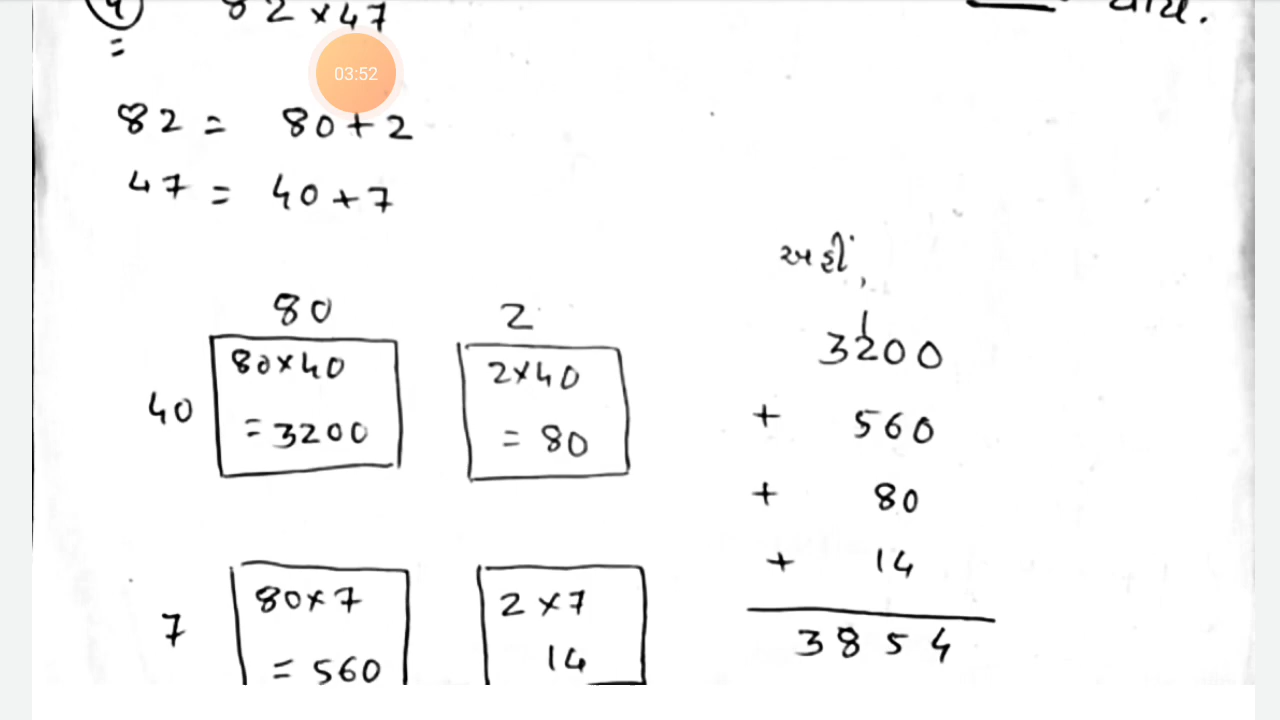 82 × 47
=
03:52
82 = 80 + 2
47 = 40 + 7
અહીં,
80 2
40
80 × 40
= 3200
2 × 40
= 80
7
80 × 7
= 560
2 × 7
14
1
3200
+ 560
+ 80
+ 14
3854